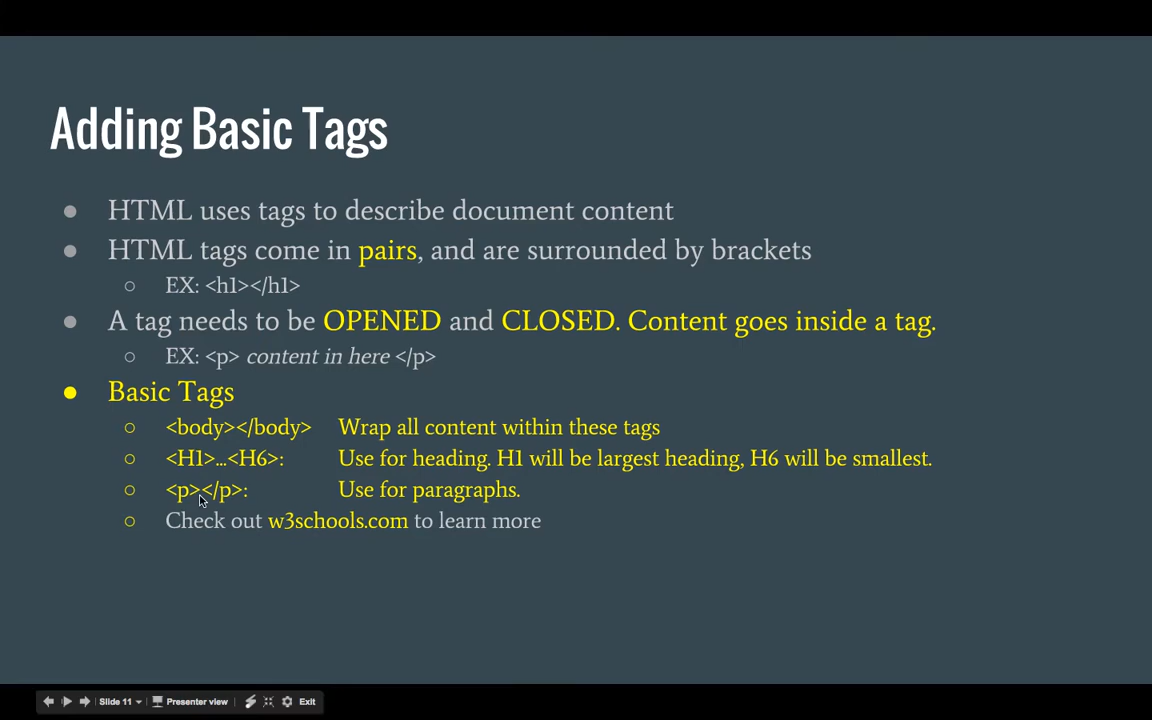 Adding Basic Tags
● HTML uses tags to describe document content
● HTML tags come in pairs, and are surrounded by brackets
○ EX: <h1></h1>
● A tag needs to be OPENED and CLOSED. Content goes inside a tag.
○ EX: <p> content in here </p>
● Basic Tags
○ <body></body> Wrap all content within these tags
○ <H1>...<H6>: Use for heading. H1 will be largest heading, H6 will be smallest.
○ <p></p>: Use for paragraphs.
○ Check out w3schools.com to learn more
Slide 11 Presenter view Exit